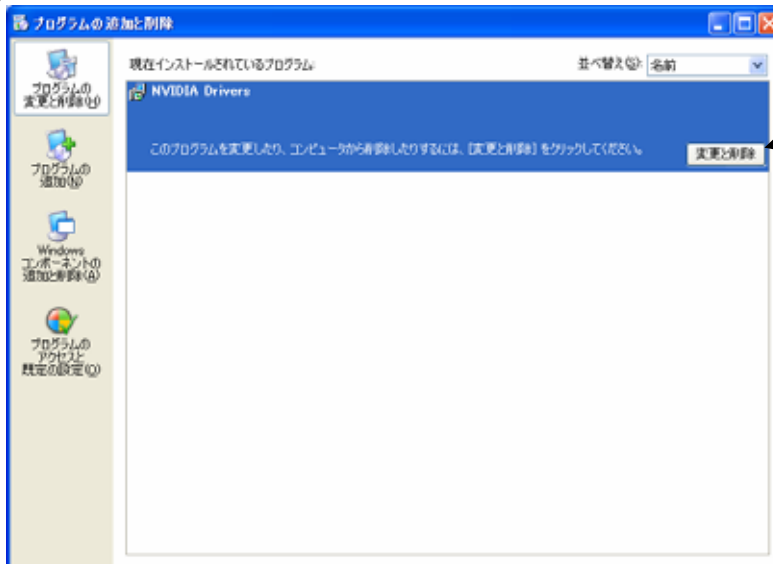 プログラムの追加と削除
現在インストールされているプログラム:
並べ替え(S): 名前
プログラムの
変更と削除(H)
NVIDIA Drivers
このプログラムを変更したり、コンピュータから削除したりするには、[変更と削除] をクリックしてください。
変更と削除
プログラムの
追加(N)
Windows
コンポーネントの
追加と削除(A)
プログラムの
アクセスと
既定の設定(O)